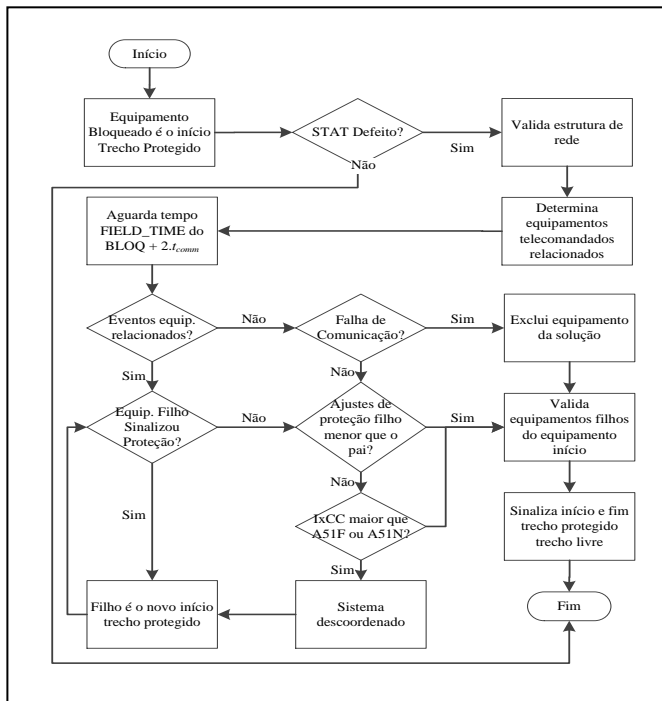 Início
Equipamento
Bloqueado é o início
Trecho Protegido
STAT Defeito?
Sim
Não
Valida estrutura de
rede
Determina
equipamentos
telecomandados
relacionados
Aguarda tempo
FIELD_TIME do
BLOQ + 2.tcomm
Eventos equip.
relacionados?
Não
Sim
Falha de
Comunicação?
Sim
Não
Exclui equipamento
da solução
Equip. Filho
Sinalizou
Proteção?
Não
Sim
Ajustes de
proteção filho
menor que o
pai?
Sim
Não
Valida
equipamentos filhos
do equipamento
início
IxCC maior que
A51F ou A51N?
Sim
Sinaliza início e fim
trecho protegido
trecho livre
Filho é o novo início
trecho protegido
Sistema
descoordenado
Fim